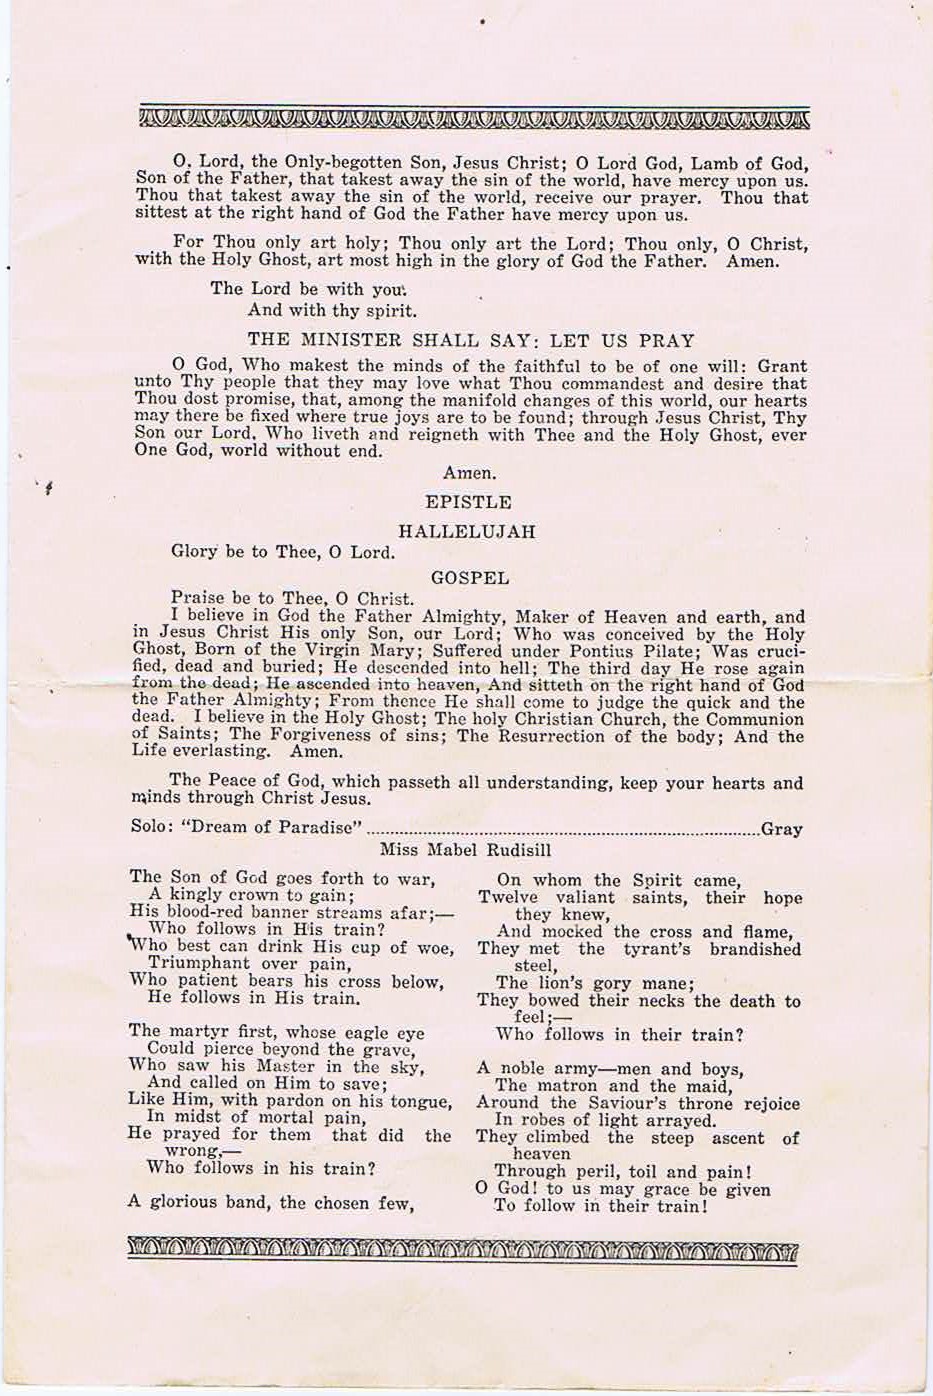 O, Lord, the Only-begotten Son, Jesus Christ; O Lord God, Lamb of God,
Son of the Father, that takest away the sin of the world, have mercy upon us.
Thou that takest away the sin of the world, receive our prayer. Thou that
sittest at the right hand of God the Father have mercy upon us.
For Thou only art holy; Thou only art the Lord; Thou only, O Christ,
with the Holy Ghost, art most high in the glory of God the Father. Amen.
The Lord be with you.
And with thy spirit.
THE MINISTER SHALL SAY: LET US PRAY
O God, Who makest the minds of the faithful to be of one will: Grant
unto Thy people that they may love what Thou commandest and desire that
Thou dost promise, that, among the manifold changes of this world, our hearts
may there be fixed where true joys are to be found; through Jesus Christ, Thy
Son our Lord, Who liveth and reigneth with Thee and the Holy Ghost, ever
One God, world without end.
Amen.
EPISTLE
HALLELUJAH
Glory be to Thee, O Lord.
GOSPEL
Praise be to Thee, O Christ.
I believe in God the Father Almighty, Maker of Heaven and earth, and
in Jesus Christ His only Son, our Lord; Who was conceived by the Holy
Ghost, Born of the Virgin Mary; Suffered under Pontius Pilate; Was cruci-
fied, dead and buried; He descended into hell; The third day He rose again
from the dead; He ascended into heaven, And sitteth on the right hand of God
the Father Almighty; From thence He shall come to judge the quick and the
dead. I believe in the Holy Ghost; The holy Christian Church, the Communion
of Saints; The Forgiveness of sins; The Resurrection of the body; And the
Life everlasting. Amen.
The Peace of God, which passeth all understanding, keep your hearts and
minds through Christ Jesus.
Solo: "Dream of Paradise" ........ Gray
Miss Mabel Rudisill
The Son of God goes forth to war,
A kingly crown to gain;
His blood-red banner streams afar;—
Who follows in His train?
Who best can drink His cup of woe,
Triumphant over pain,
Who patient bears his cross below,
He follows in His train.
The martyr first, whose eagle eye
Could pierce beyond the grave,
Who saw his Master in the sky,
And called on Him to save;
Like Him, with pardon on his tongue,
In midst of mortal pain,
He prayed for them that did the
wrong,—
Who follows in his train?
A glorious band, the chosen few,
On whom the Spirit came,
Twelve valiant saints, their hope
they knew,
And mocked the cross and flame,
They met the tyrant's brandished
steel,
The lion's gory mane;
They bowed their necks the death to
feel;—
Who follows in their train?
A noble army—men and boys,
The matron and the maid,
Around the Saviour's throne rejoice
In robes of light arrayed.
They climbed the steep ascent of
heaven
Through peril, toil and pain!
O God! to us may grace be given
To follow in their train!